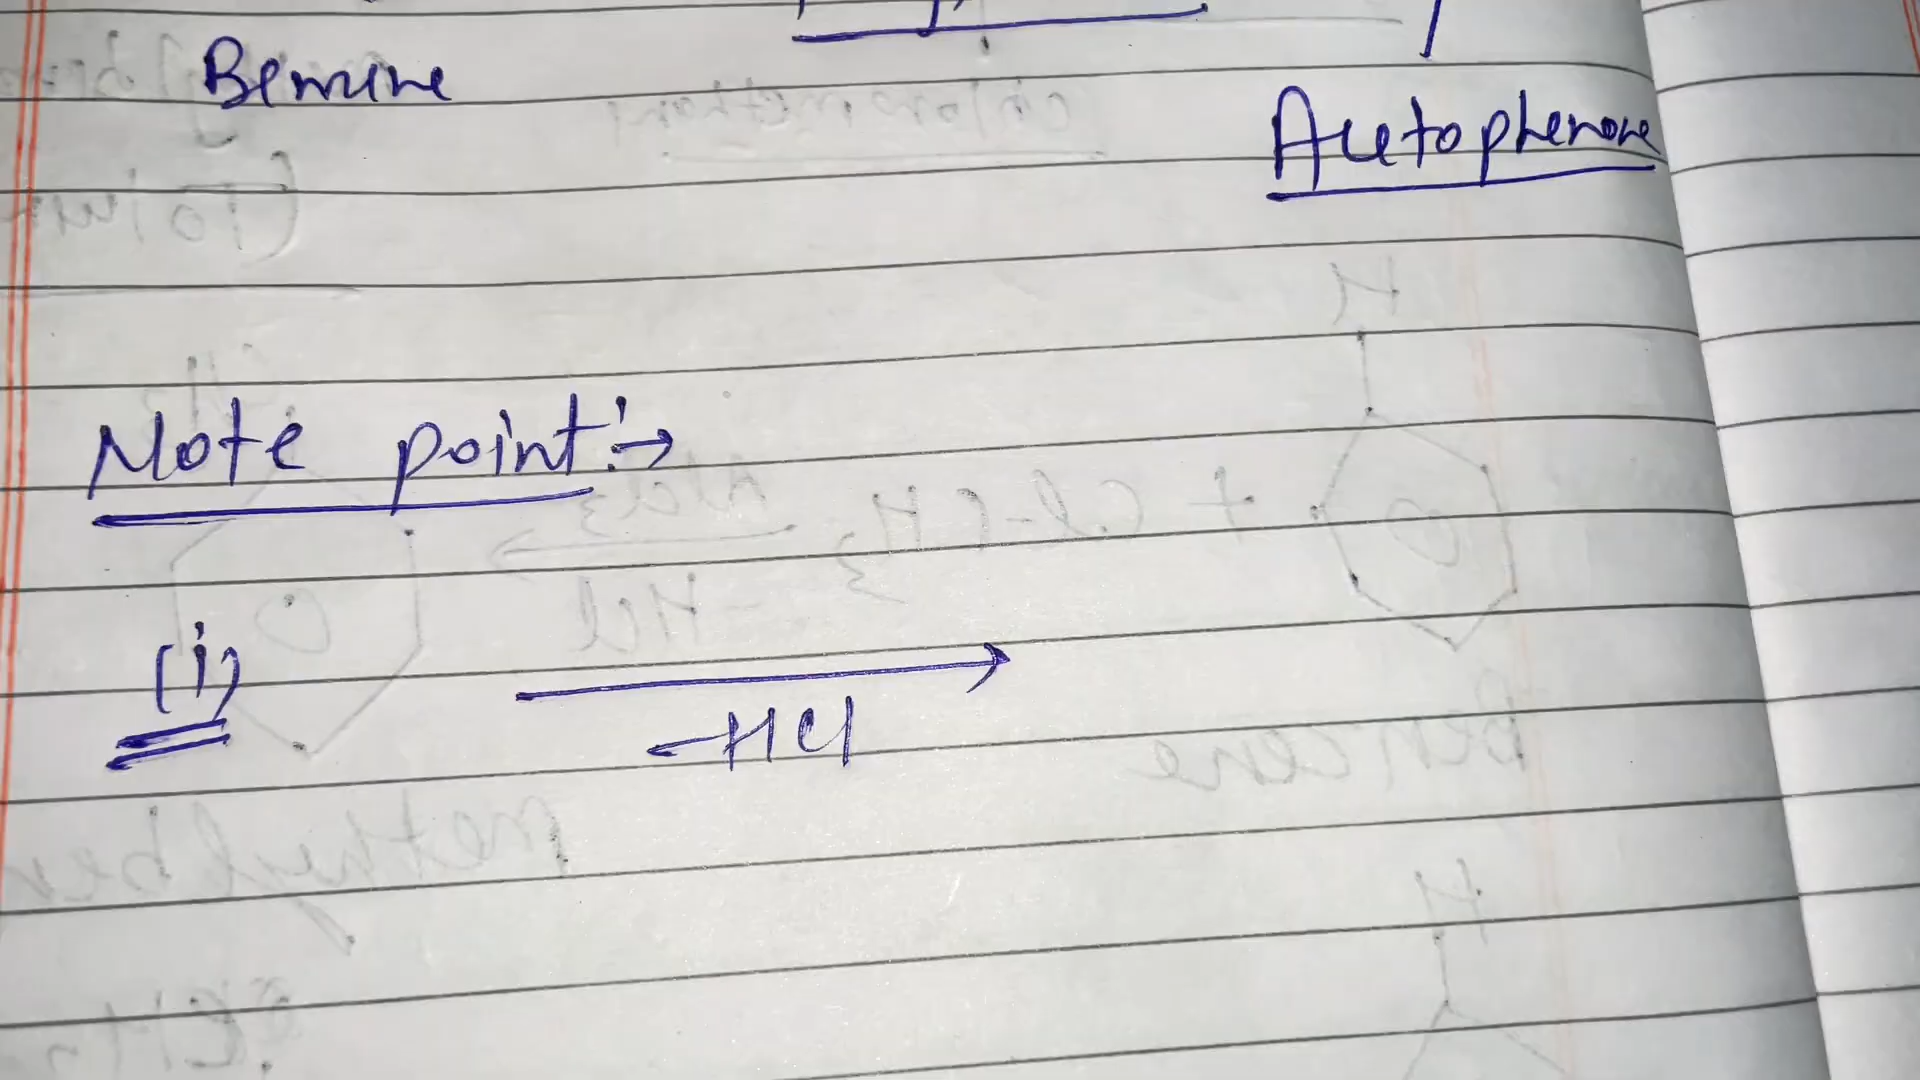 Benzene
Acetophenone
Note point :→
(i)
-HCl